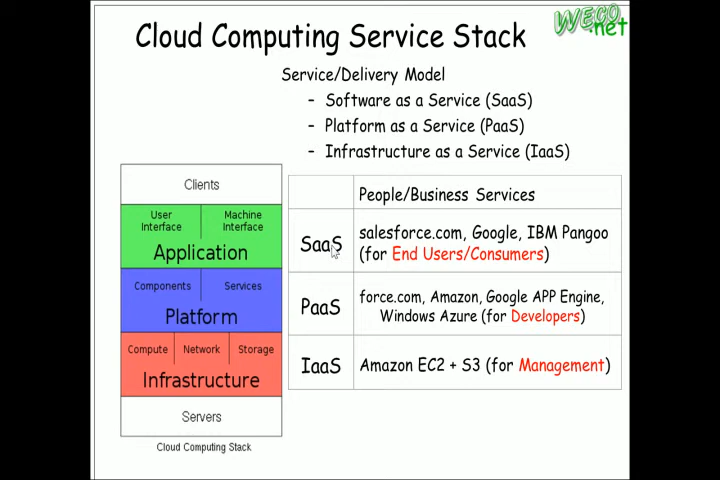 WECO
.net
Cloud Computing Service Stack
Service/Delivery Model
– Software as a Service (SaaS)
– Platform as a Service (PaaS)
– Infrastructure as a Service (IaaS)
Clients
User Interface
Machine Interface
Application
Components
Services
Platform
Compute
Network
Storage
Infrastructure
Servers
Cloud Computing Stack
People/Business Services
SaaS
salesforce.com, Google, IBM Pangoo
(for End Users/Consumers)
PaaS
force.com, Amazon, Google APP Engine,
Windows Azure (for Developers)
IaaS
Amazon EC2 + S3 (for Management)